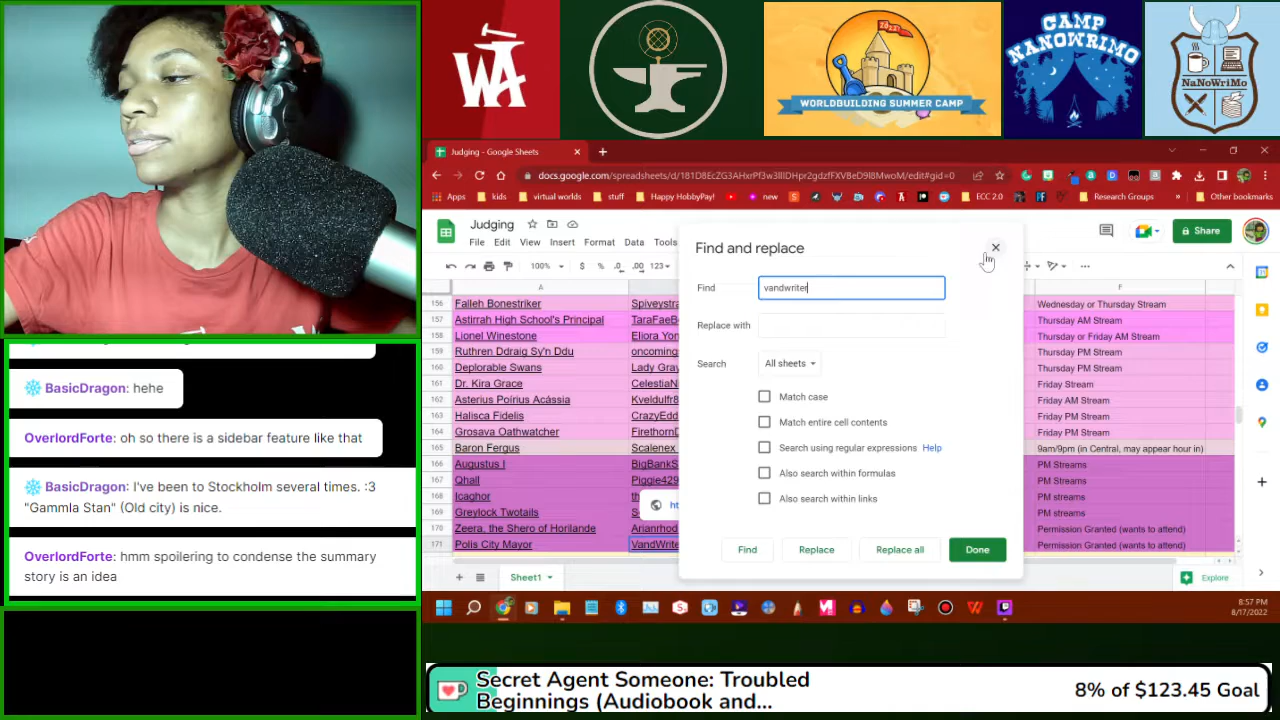 WA
WORLDBUILDING SUMMER CAMP
CAMP
NANOWRIMO
NaNoWriMo
Judging - Google Sheets
docs.google.com/spreadsheets/d/181D8EcZG3AHxrPf3w3lllDHpr2gdzfFXVBeD9l8MwoM/edit#gid=0
Apps kids virtual worlds stuff Happy HobbyPay! new ECC 2.0 Research Groups Other bookmarks
Judging
Share
File Edit View Insert Format Data Tools
100% $ % .0 .00 123
Find and replace
Find vandwriter
Replace with
Search All sheets
Match case
Match entire cell contents
Search using regular expressions Help
Also search within formulas
Also search within links
Find Replace Replace all Done
A F
156 Falleh Bonestriker Spiveystra Wednesday or Thursday Stream
157 Astirrah High School's Principal TaraFaeB Thursday AM Stream
158 Lionel Winestone Eliora Yon Thursday or Friday AM Stream
159 Ruthren Ddraig Sy'n Ddu oncoming Thursday PM Stream
160 Deplorable Swans Lady Gray Thursday PM Stream
161 Dr. Kira Grace CelestiaN Friday Stream
162 Asterius Poírius Acássia Kveldulfr8 Friday AM Stream
163 Halisca Fidelis CrazyEdd Friday PM Stream
164 Grosava Oathwatcher FirethornD Friday PM Stream
165 Baron Fergus Scalenex 9am/9pm (in Central, may appear hour in)
166 Augustus I BigBankS PM Streams
167 Qhall Piggie429 PM Streams
168 Icaghor th PM streams
169 Greylock Twotails S PM streams
170 Zeera, the Shero of Horilande Arianrhod Permission Granted (wants to attend)
171 Polis City Mayor VandWrite Permission Granted (wants to attend)
Sheet1
Explore
8:57 PM
8/17/2022
BasicDragon: hehe
OverlordForte: oh so there is a sidebar feature like that
BasicDragon: I've been to Stockholm several times. :3
"Gammla Stan" (Old city) is nice.
OverlordForte: hmm spoilering to condense the summary
story is an idea
Secret Agent Someone: Troubled
Beginnings (Audiobook and...
8% of $123.45 Goal